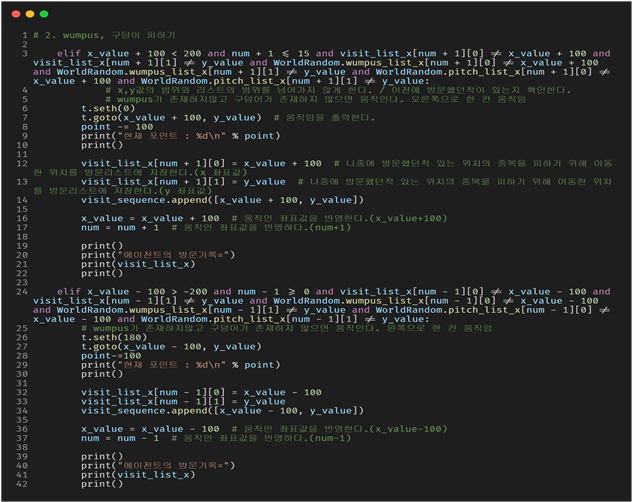 1 # 2. wumpus, 구덩이 피하기
2
3     elif x_value + 100 < 200 and num + 1 ≤ 15 and visit_list_x[num + 1][0] ≠ x_value + 100 and
visit_list_x[num + 1][1] ≠ y_value and WorldRandom.wumpus_list_x[num + 1][0] ≠ x_value + 100
and WorldRandom.wumpus_list_x[num + 1][1] ≠ y_value and WorldRandom.pitch_list_x[num + 1][0] ≠
x_value + 100 and WorldRandom.pitch_list_x[num + 1][1] ≠ y_value:
4             # x,y값의 범위와 리스트의 범위를 넘어가지 않게 한다. / 이전에 방문했던적이 있는지 확인한다.
5             # wumpus가 존재하지않고 구덩이가 존재하지 않으면 움직인다. 오른쪽으로 한 칸 움직임
6         t.seth(0)
7         t.goto(x_value + 100, y_value)  # 움직임을 출력한다.
8         point -= 100
9         print("현재 포인트 : %d\n" % point)
10         print()
11
12         visit_list_x[num + 1][0] = x_value + 100  # 나중에 방문했던적 있는 위치의 중복을 피하기 위해 이동
한 위치를 방문리스트에 저장한다.(x 좌표값)
13         visit_list_x[num + 1][1] = y_value  # 나중에 방문했던적 있는 위치의 중복을 피하기 위해 이동한 위치
를 방문리스트에 저장한다.(y 좌표값)
14         visit_sequence.append([x_value + 100, y_value])
15
16         x_value = x_value + 100  # 움직인 좌표값을 반영한다.(x_value+100)
17         num = num + 1  # 움직인 좌표값을 반영한다.(num+1)
18
19         print()
20         print("에이전트의 방문기록=")
21         print(visit_list_x)
22         print()
23
24     elif x_value - 100 > -200 and num - 1 ≥ 0 and visit_list_x[num - 1][0] ≠ x_value - 100 and
visit_list_x[num - 1][1] ≠ y_value and WorldRandom.wumpus_list_x[num - 1][0] ≠ x_value - 100
and WorldRandom.wumpus_list_x[num - 1][1] ≠ y_value and WorldRandom.pitch_list_x[num - 1][0] ≠
x_value - 100 and WorldRandom.pitch_list_x[num - 1][1] ≠ y_value:
25         # wumpus가 존재하지않고 구덩이가 존재하지 않으면 움직인다. 왼쪽으로 한 칸 움직임
26         t.seth(180)
27         t.goto(x_value - 100, y_value)
28         point-=100
29         print("현재 포인트 : %d\n" % point)
30         print()
31
32         visit_list_x[num - 1][0] = x_value - 100
33         visit_list_x[num - 1][1] = y_value
34         visit_sequence.append([x_value - 100, y_value])
35
36         x_value = x_value - 100  # 움직인 좌표값을 반영한다.(x_value-100)
37         num = num - 1  # 움직인 좌표값을 반영하다.(num-1)
38
39         print()
40         print("에이전트의 방문기록=")
41         print(visit_list_x)
42         print()